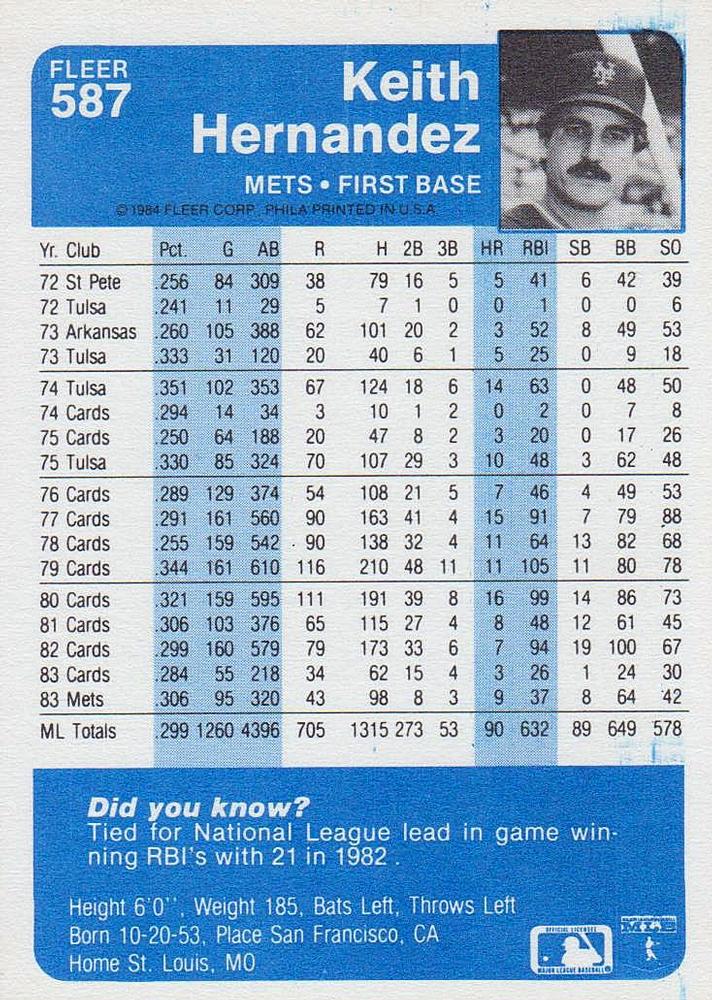 FLEER
587
Keith
Hernandez
METS • FIRST BASE
© 1984 FLEER CORP. PHILA PRINTED IN U.S.A.
Yr. Club Pct. G AB R H 2B 3B HR RBI SB BB SO
72 St Pete .256 84 309 38 79 16 5 5 41 6 42 39
72 Tulsa .241 11 29 5 7 1 0 0 1 0 0 6
73 Arkansas .260 105 388 62 101 20 2 3 52 8 49 53
73 Tulsa .333 31 120 20 40 6 1 5 25 0 9 18
74 Tulsa .351 102 353 67 124 18 6 14 63 0 48 50
74 Cards .294 14 34 3 10 1 2 0 2 0 7 8
75 Cards .250 64 188 20 47 8 2 3 20 0 17 26
75 Tulsa .330 85 324 70 107 29 3 10 48 3 62 48
76 Cards .289 129 374 54 108 21 5 7 46 4 49 53
77 Cards .291 161 560 90 163 41 4 15 91 7 79 88
78 Cards .255 159 542 90 138 32 4 11 64 13 82 68
79 Cards .344 161 610 116 210 48 11 11 105 11 80 78
80 Cards .321 159 595 111 191 39 8 16 99 14 86 73
81 Cards .306 103 376 65 115 27 4 8 48 12 61 45
82 Cards .299 160 579 79 173 33 6 7 94 19 100 67
83 Cards .284 55 218 34 62 15 4 3 26 1 24 30
83 Mets .306 95 320 43 98 8 3 9 37 8 64 42
ML Totals .299 1260 4396 705 1315 273 53 90 632 89 649 578
Did you know?
Tied for National League lead in game win-
ning RBI's with 21 in 1982 .
Height 6'0'', Weight 185, Bats Left, Throws Left
Born 10-20-53, Place San Francisco, CA
Home St. Louis, MO
OFFICIAL LICENSEE
MAJOR LEAGUE BASEBALL